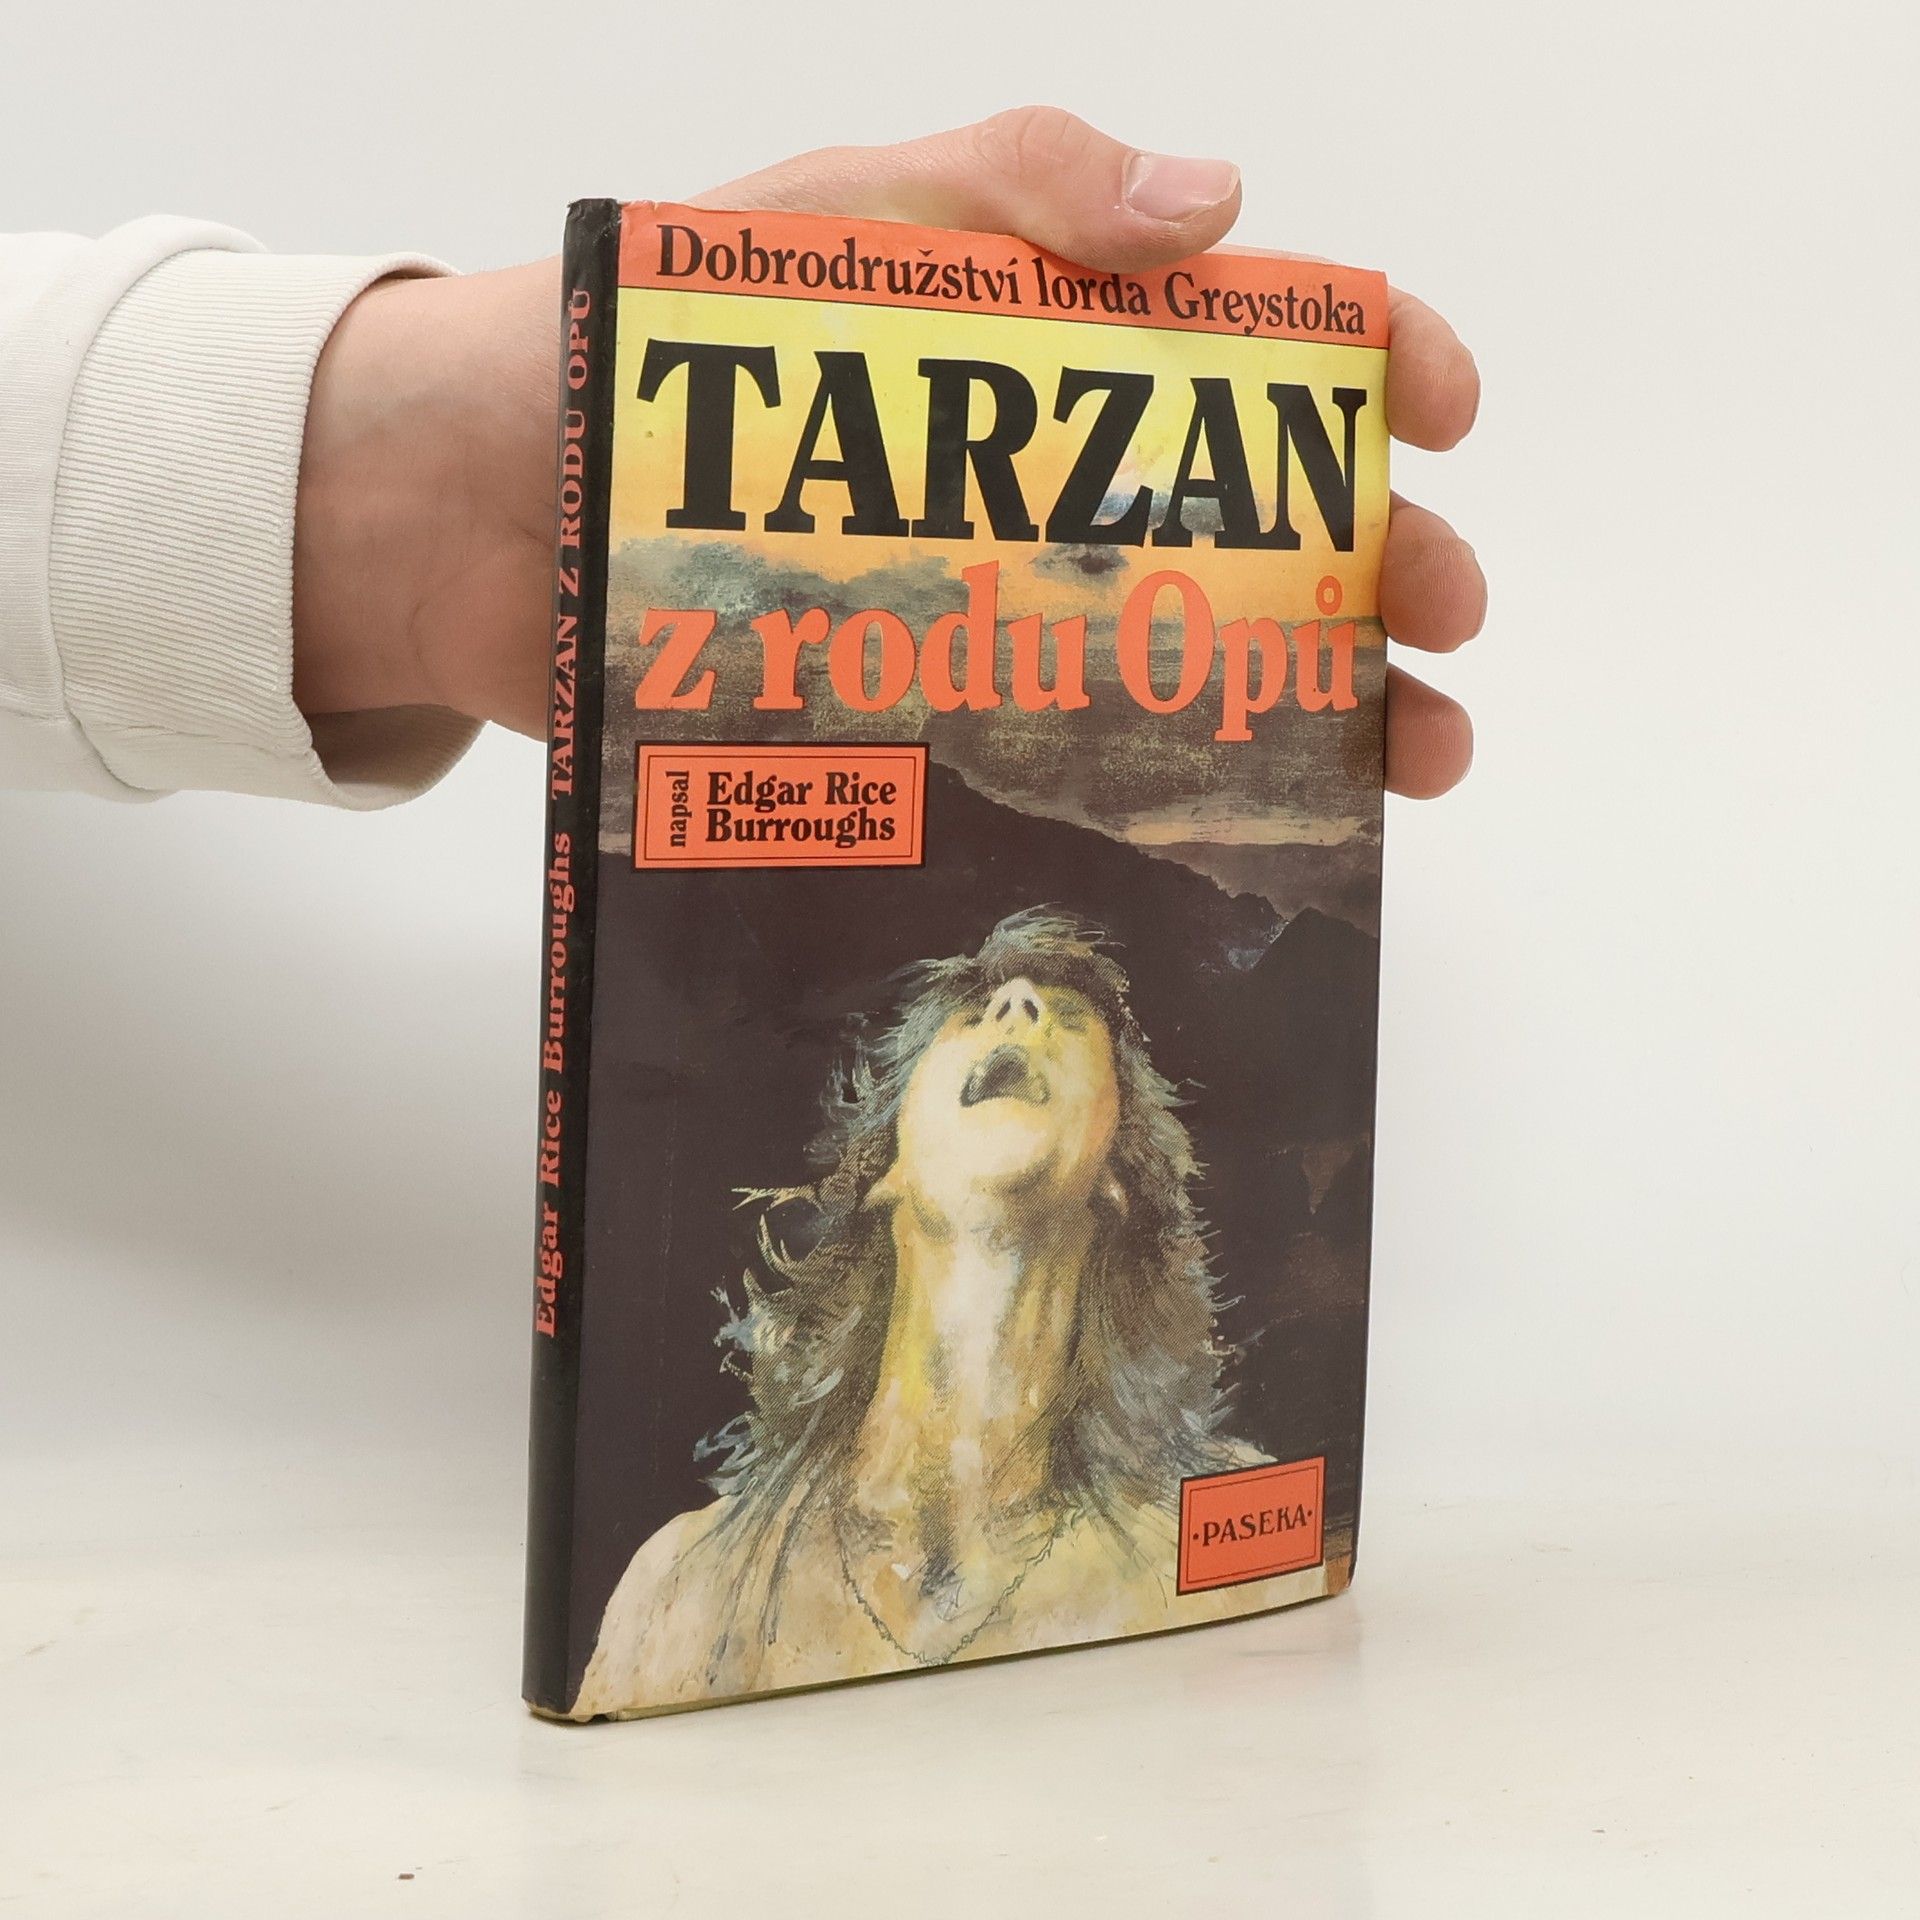 Dobrodružství lorda Greystoka
TARZAN
z rodu Opů
napsal
Edgar Rice
Burroughs
·PASEKA·
Edgar Rice Burroughs TARZAN Z RODU OPŮ